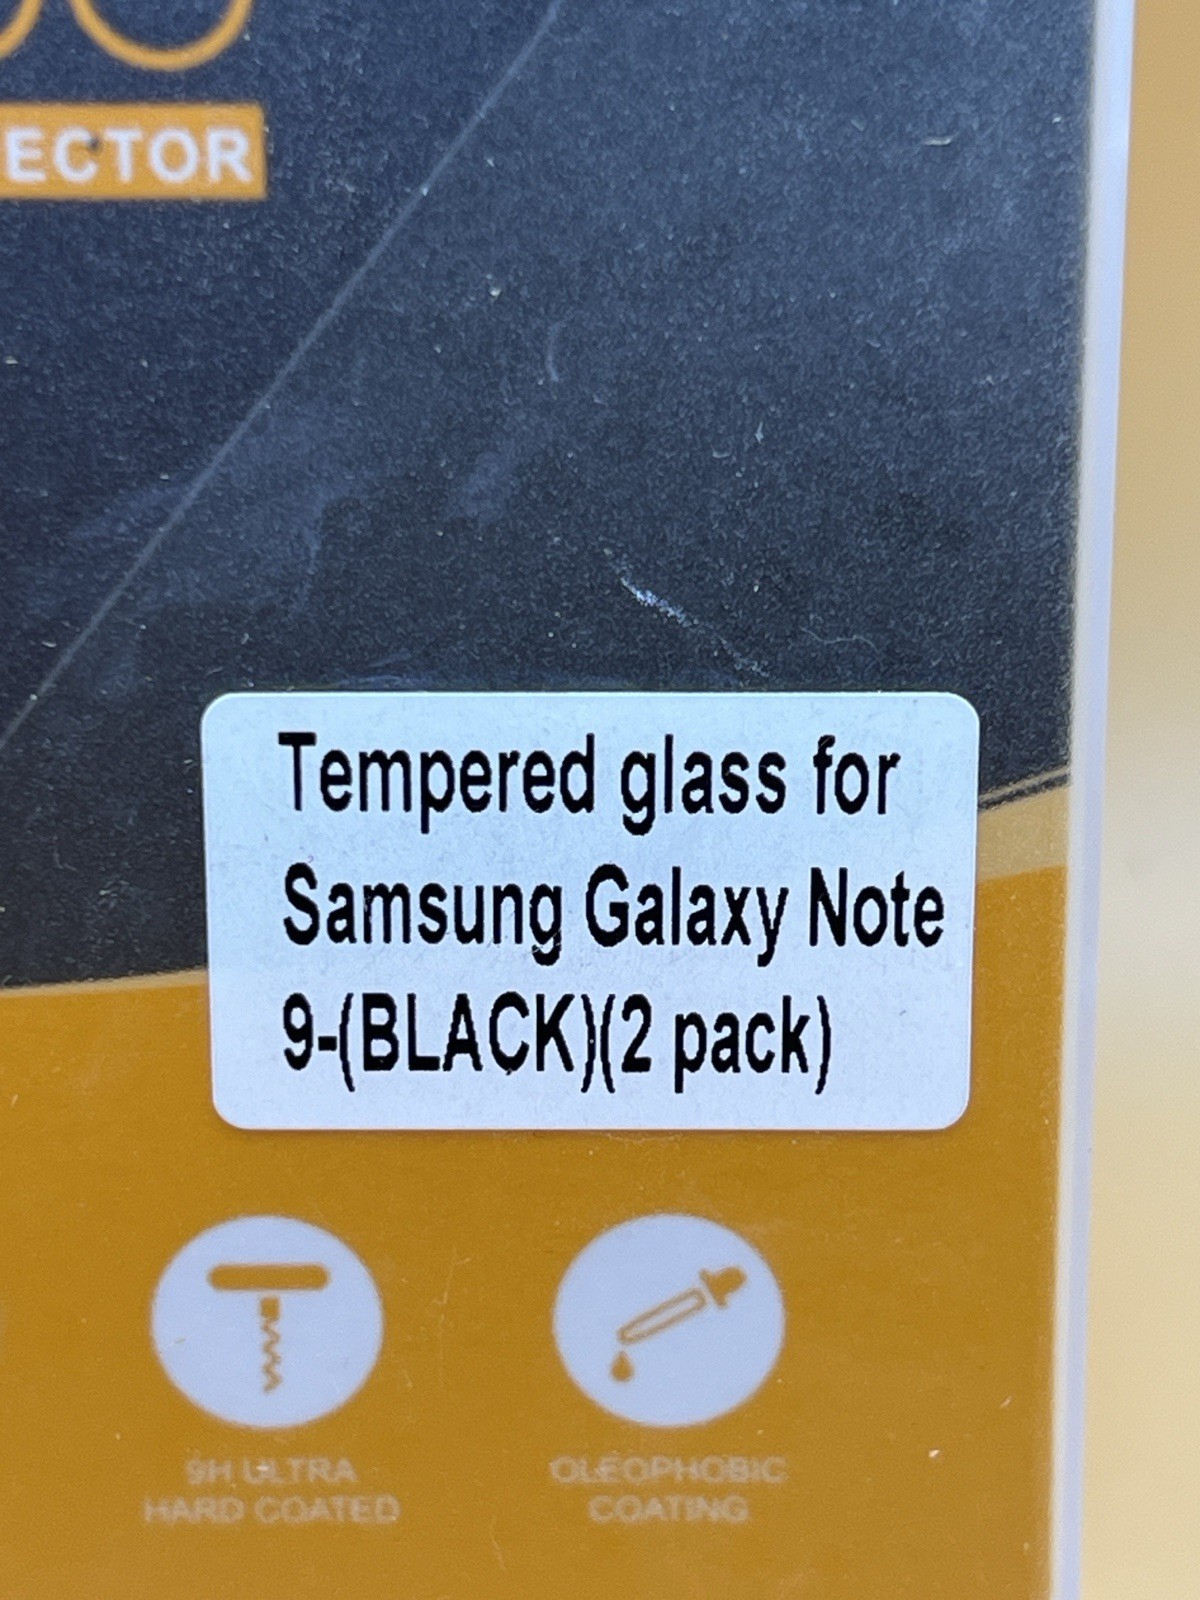 ECTOR
Tempered glass for
Samsung Galaxy Note
9-(BLACK)(2 pack)
9H ULTRA
HARD COATED
OLEOPHOBIC
COATING